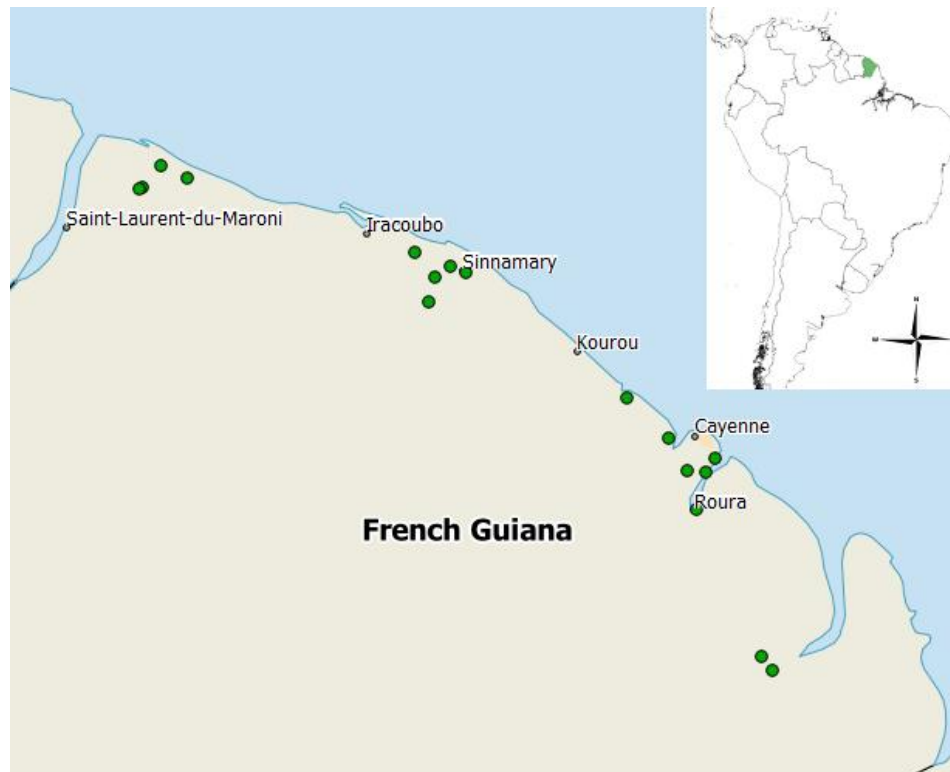 Saint-Laurent-du-Maroni
Iracoubo
Sinnamary
Kourou
Cayenne
Roura
French Guiana
N
W
E
S